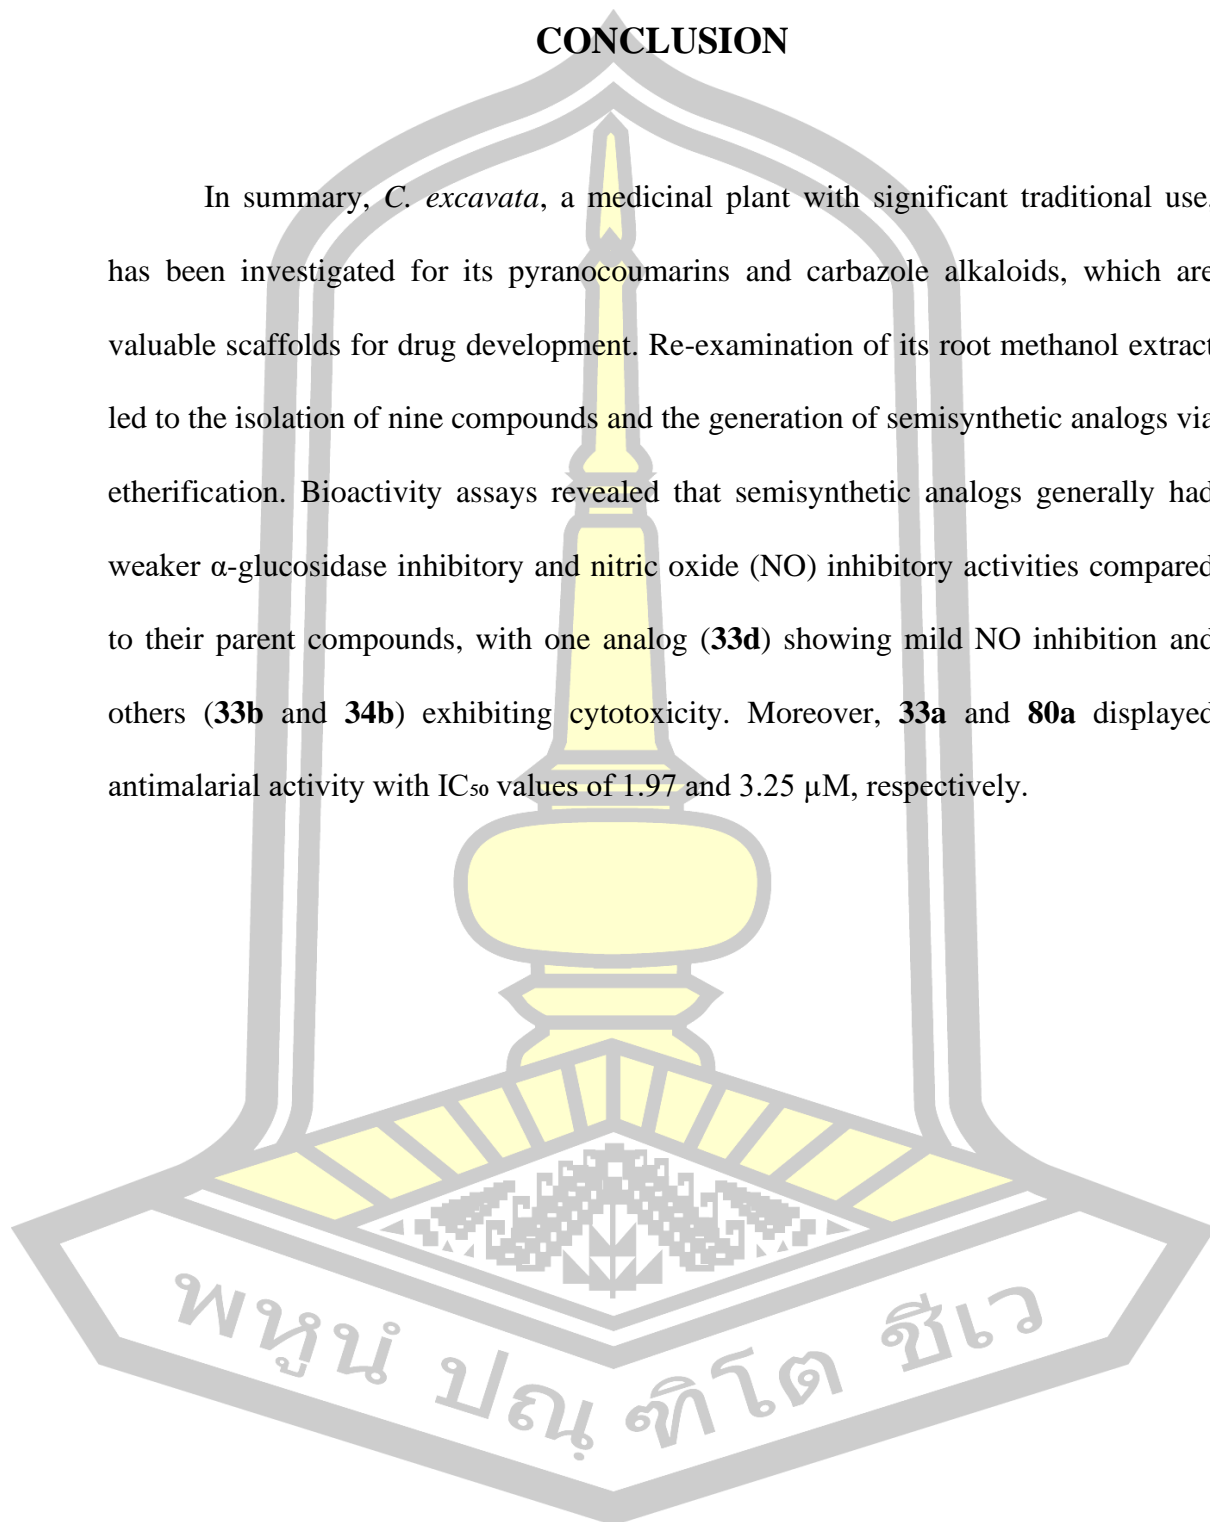 CONCLUSION
In summary, C. excavata, a medicinal plant with significant traditional use,
has been investigated for its pyranocoumarins and carbazole alkaloids, which are
valuable scaffolds for drug development. Re-examination of its root methanol extract
led to the isolation of nine compounds and the generation of semisynthetic analogs via
etherification. Bioactivity assays revealed that semisynthetic analogs generally had
weaker α-glucosidase inhibitory and nitric oxide (NO) inhibitory activities compared
to their parent compounds, with one analog (33d) showing mild NO inhibition and
others (33b and 34b) exhibiting cytotoxicity. Moreover, 33a and 80a displayed
antimalarial activity with IC₅₀ values of 1.97 and 3.25 µM, respectively.
พหูนํ ปณฺ ฑิโต ชีเว